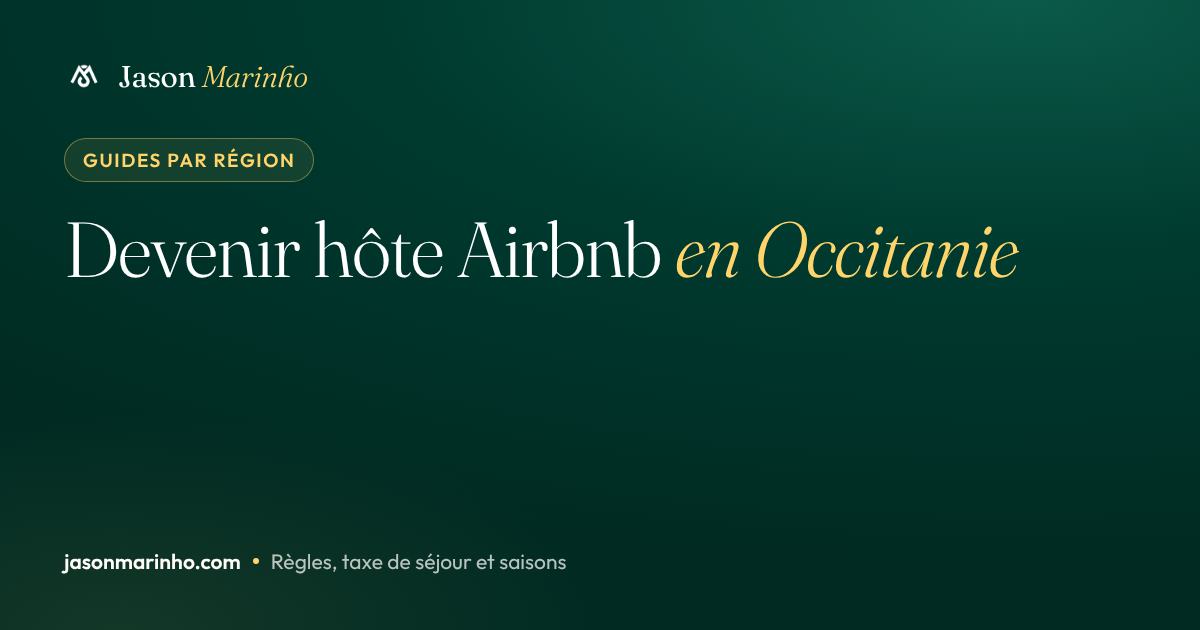 Jason Marinho
GUIDES PAR RÉGION
Devenir hôte Airbnb en Occitanie
jasonmarinho.com • Règles, taxe de séjour et saisons